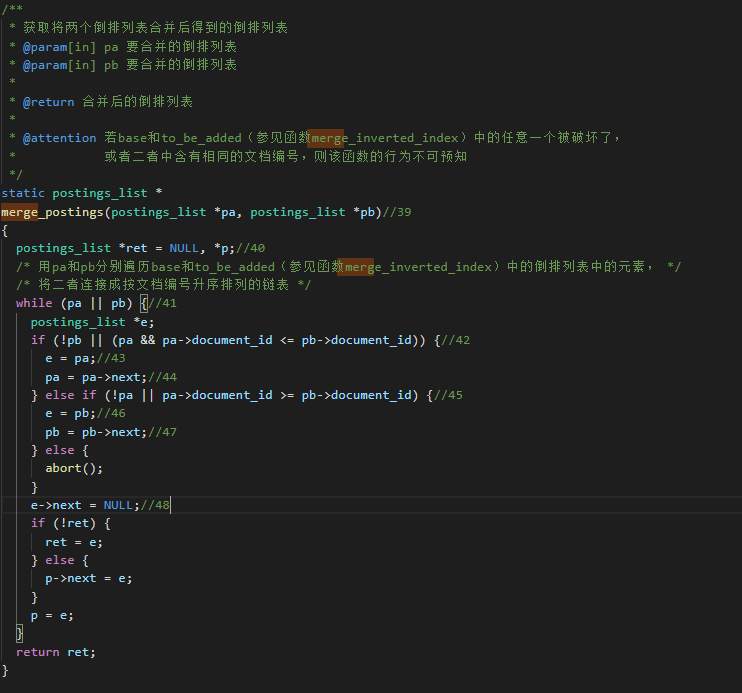 /**
 * 获取将两个倒排列表合并后得到的倒排列表
 * @param[in] pa 要合并的倒排列表
 * @param[in] pb 要合并的倒排列表
 *
 * @return 合并后的倒排列表
 *
 * @attention 若base和to_be_added（参见函数merge_inverted_index）中的任意一个被破坏了，
 *            或者二者中含有相同的文档编号，则该函数的行为不可预知
 */
static postings_list *
merge_postings(postings_list *pa, postings_list *pb)//39
{
  postings_list *ret = NULL, *p;//40
  /* 用pa和pb分别遍历base和to_be_added（参见函数merge_inverted_index）中的倒排列表中的元素， */
  /* 将二者连接成按文档编号升序排列的链表 */
  while (pa || pb) {//41
    postings_list *e;
    if (!pb || (pa && pa->document_id <= pb->document_id)) {//42
      e = pa;//43
      pa = pa->next;//44
    } else if (!pa || pa->document_id >= pb->document_id) {//45
      e = pb;//46
      pb = pb->next;//47
    } else {
      abort();
    }
    e->next = NULL;//48
    if (!ret) {
      ret = e;
    } else {
      p->next = e;
    }
    p = e;
  }
  return ret;
}